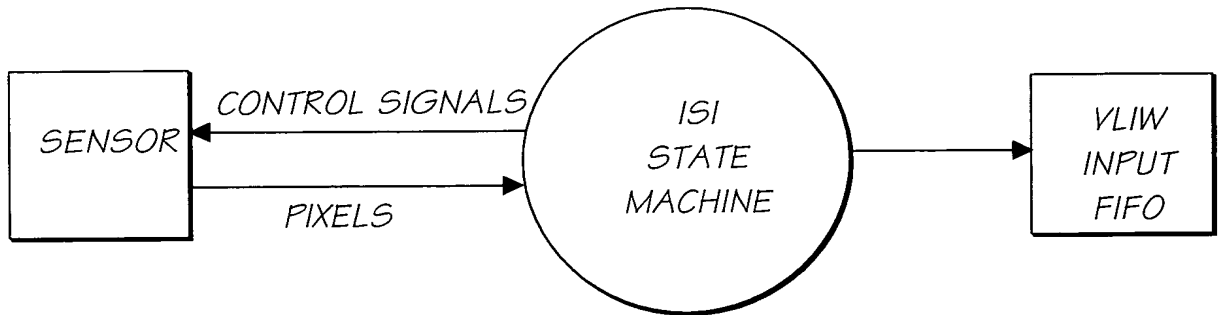 SENSOR
CONTROL SIGNALS
PIXELS
ISI
STATE
MACHINE
VLIW
INPUT
FIFO